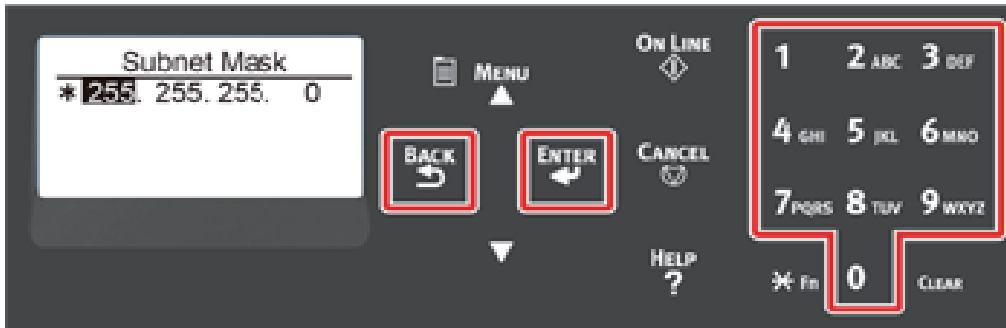 Subnet Mask
* 255. 255. 255. 0
MENU
BACK
ENTER
ON LINE
CANCEL
HELP
?
1 2 ABC 3 DEF
4 GHI 5 JKL 6 MNO
7 PQRS 8 TUV 9 WXYZ
* Fn 0 CLEAR